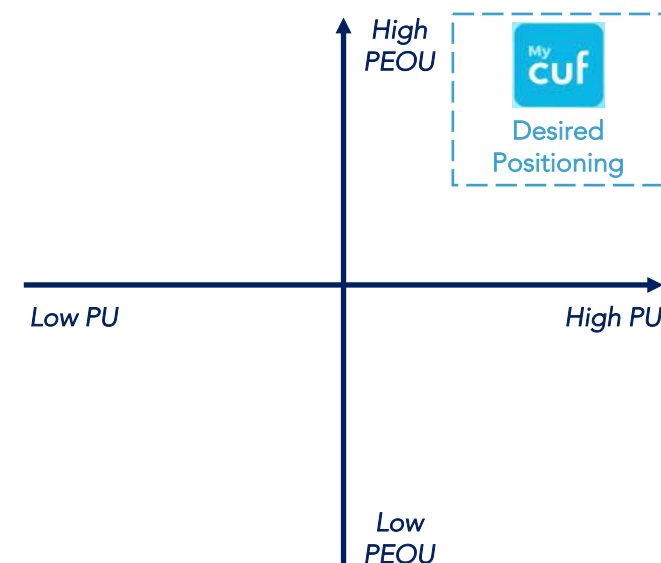 High
PEOU
My
cuf
Desired
Positioning
Low PU
High PU
Low
PEOU